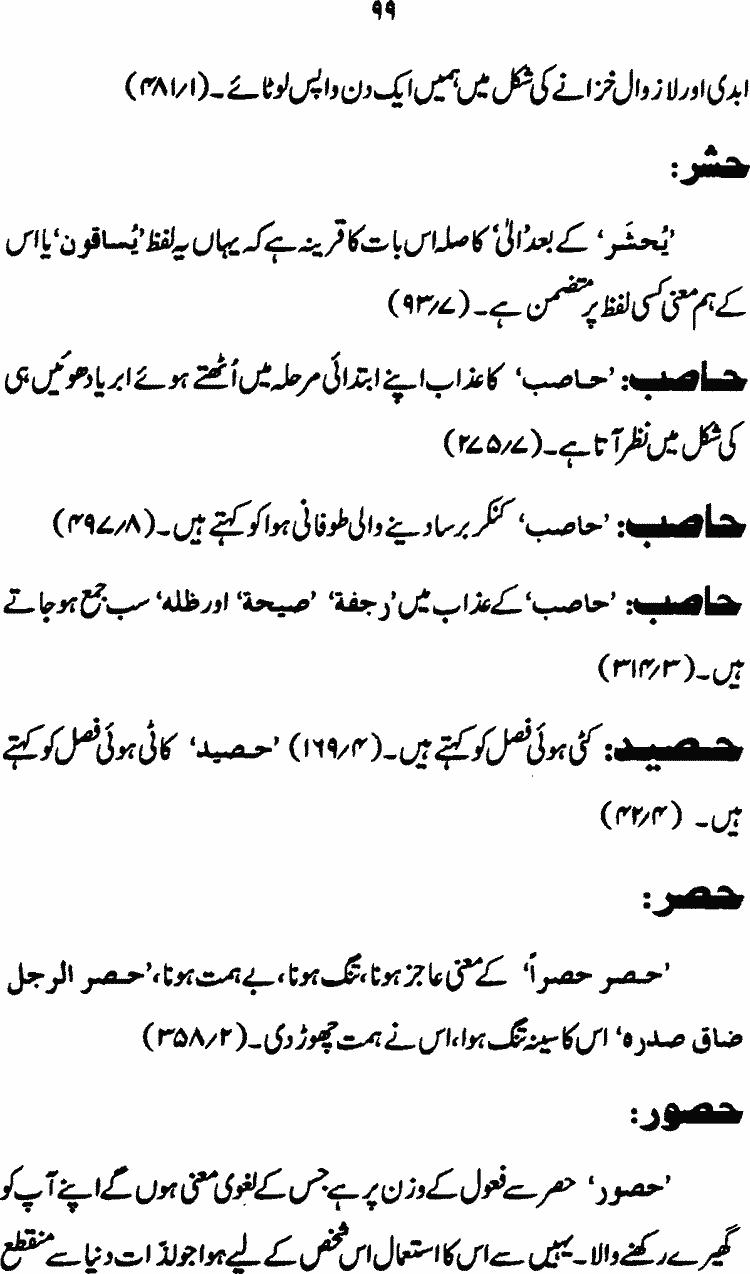 ۹۹
ابدی اور لازوال خزانے کی شکل میں ہمیں ایک دن واپس لوٹائے۔ (۴۸۱/۱)
حشر:
’یُحشَر‘ کے بعد ’الیٰ‘ کا صلہ اس بات کا قرینہ ہے کہ یہاں یہ لفظ ’یُساقون‘ یا اس
کے ہم معنی کسی لفظ پر متضمن ہے۔ (۹۳/۷)
حاصب: ’حاصب‘ کا عذاب اپنے ابتدائی مرحلہ میں اُٹھتے ہوئے ابر یا دھوئیں ہی
کی شکل میں نظر آتا ہے۔ (۲۷۵/۷)
حاصب: ’حاصب‘ کنکر برسا دینے والی طوفانی ہوا کو کہتے ہیں۔ (۴۹۷/۸)
حاصب: ’حاصب‘ کے عذاب میں ’رجفة‘ ’صیحة‘ اور ظله‘ سب جمع ہو جاتے
ہیں۔ (۳۱۴/۳)
حصید: کٹی ہوئی فصل کو کہتے ہیں۔ (۱۶۹/۴) ’حصید‘ کاٹی ہوئی فصل کو کہتے
ہیں۔ (۴۲/۴)
حصر:
’حصر حصراً‘ کے معنی عاجز ہونا، تنگ ہونا، بے ہمت ہونا، ’حصر الرجل
ضاق صدره‘ اس کا سینہ تنگ ہوا، اس نے ہمت چھوڑ دی۔ (۳۵۸/۲)
حصور:
’حصور‘ حصر سے فعول کے وزن پر ہے جس کے لغوی معنی ہوں گے اپنے آپ کو
گھیرے رکھنے والا۔ یہیں سے اس کا استعمال اس شخص کے لیے ہوا جو لذات دنیا سے منقطع